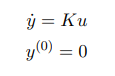 ẏ = Ku
y⁽⁰⁾ = 0